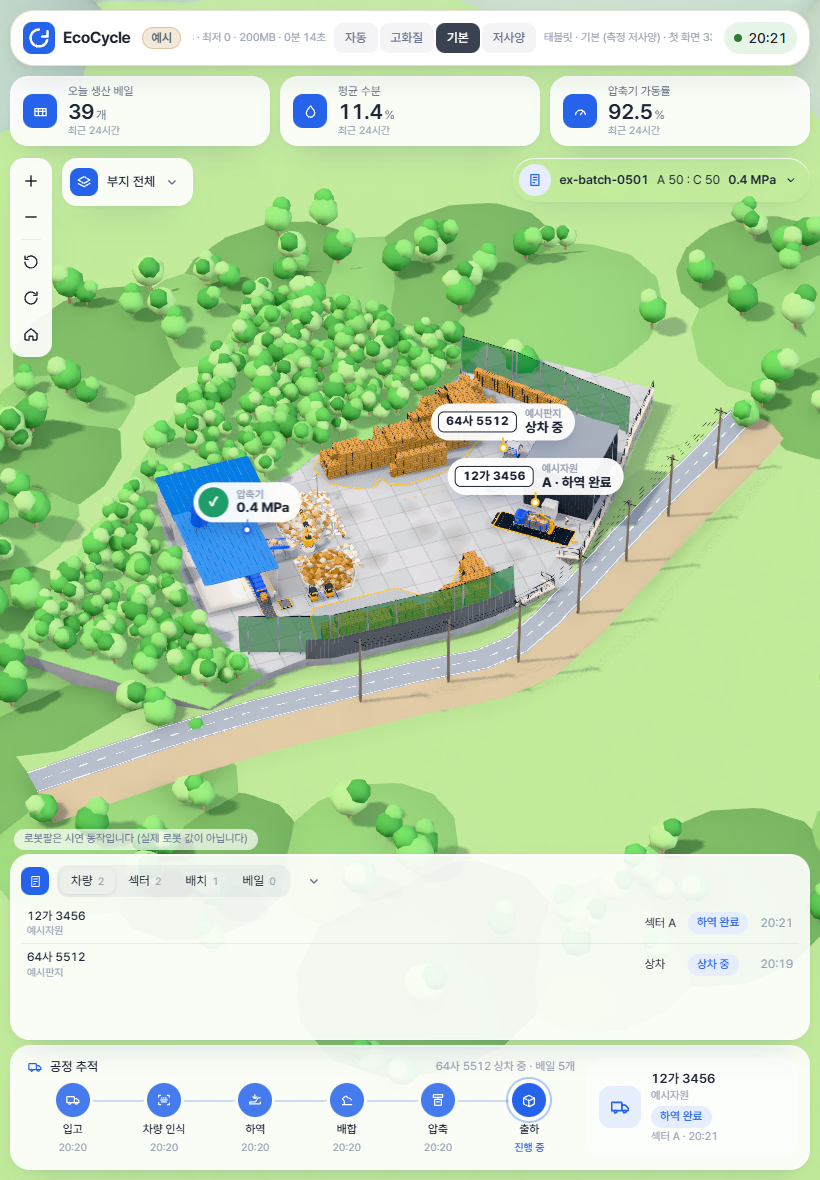 EcoCycle
예시
· 최저 0 · 200MB · 0분 14초
자동
고화질
기본
저사양
태블릿 · 기본 (측정 저사양) · 첫 화면
20:21
오늘 생산 베일
39개
최근 24시간
평균 수분
11.4%
최근 24시간
압축기 가동률
92.5%
최근 24시간
부지 전체
ex-batch-0501 A 50 : C 50 0.4 MPa
64사 5512
예시판지
상차 중
12가 3456
예시자원
A · 하역 완료
압축기
0.4 MPa
로봇팔은 시연 동작입니다 (실제 로봇 값이 아닙니다)
차량 2
섹터 2
배치 1
베일 0
12가 3456
예시자원
섹터 A
하역 완료
20:21
64사 5512
예시판지
상차
상차 중
20:19
공정 추적
64사 5512 상차 중 · 베일 5개
입고
20:20
차량 인식
20:20
하역
20:20
배합
20:20
압축
20:20
출하
진행 중
12가 3456
예시자원
하역 완료
섹터 A · 20:21